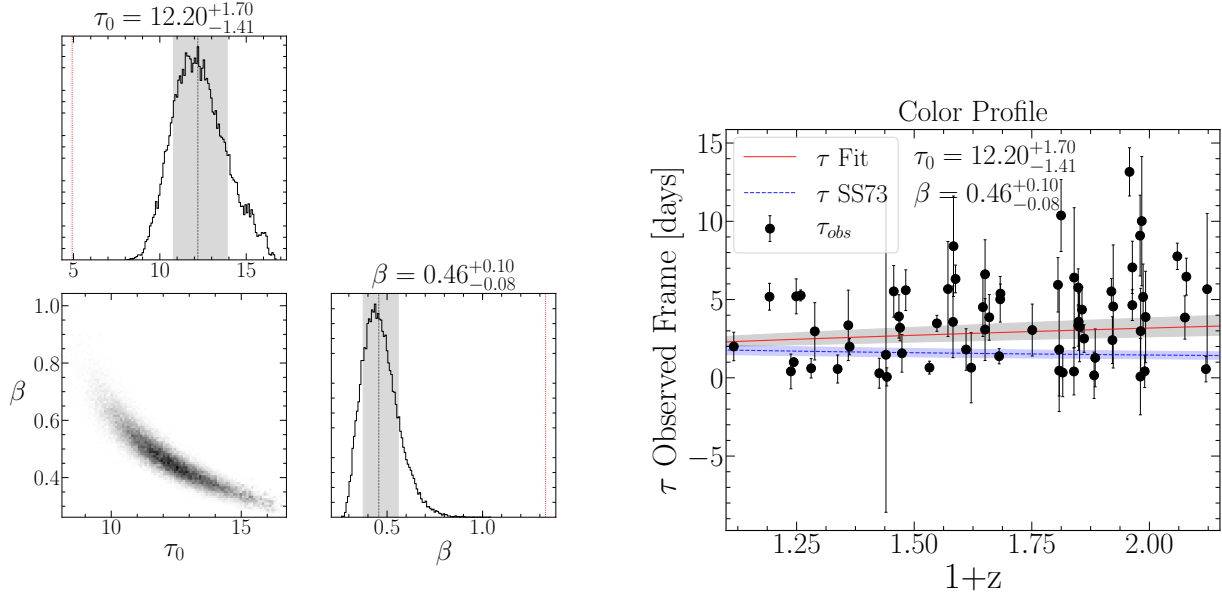 τ₀ = 12.20^{+1.70}_{-1.41}
5 10 15
β = 0.46^{+0.10}_{-0.08}
1.0
0.8
0.6
0.4
β
10 15
τ₀
0.5 1.0
β
Color Profile
τ Fit
τ SS73
τ_{obs}
τ₀ = 12.20^{+1.70}_{-1.41}
β = 0.46^{+0.10}_{-0.08}
15
10
5
0
−5
τ Observed Frame [days]
1.25 1.50 1.75 2.00
1+z